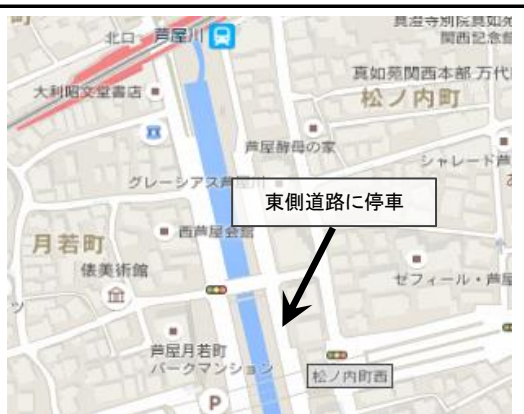 北口
芦屋川
真如苑関西本部 万代
松ノ内町
大利昭文堂書店
芦屋酵母の家
シャレード芦
グレーシアス芦屋川
東側道路に停車
月若町
西芦屋会館
俵美術館
ゼフィール・芦屋
芦屋月若町
パークマンション
松ノ内町西
P